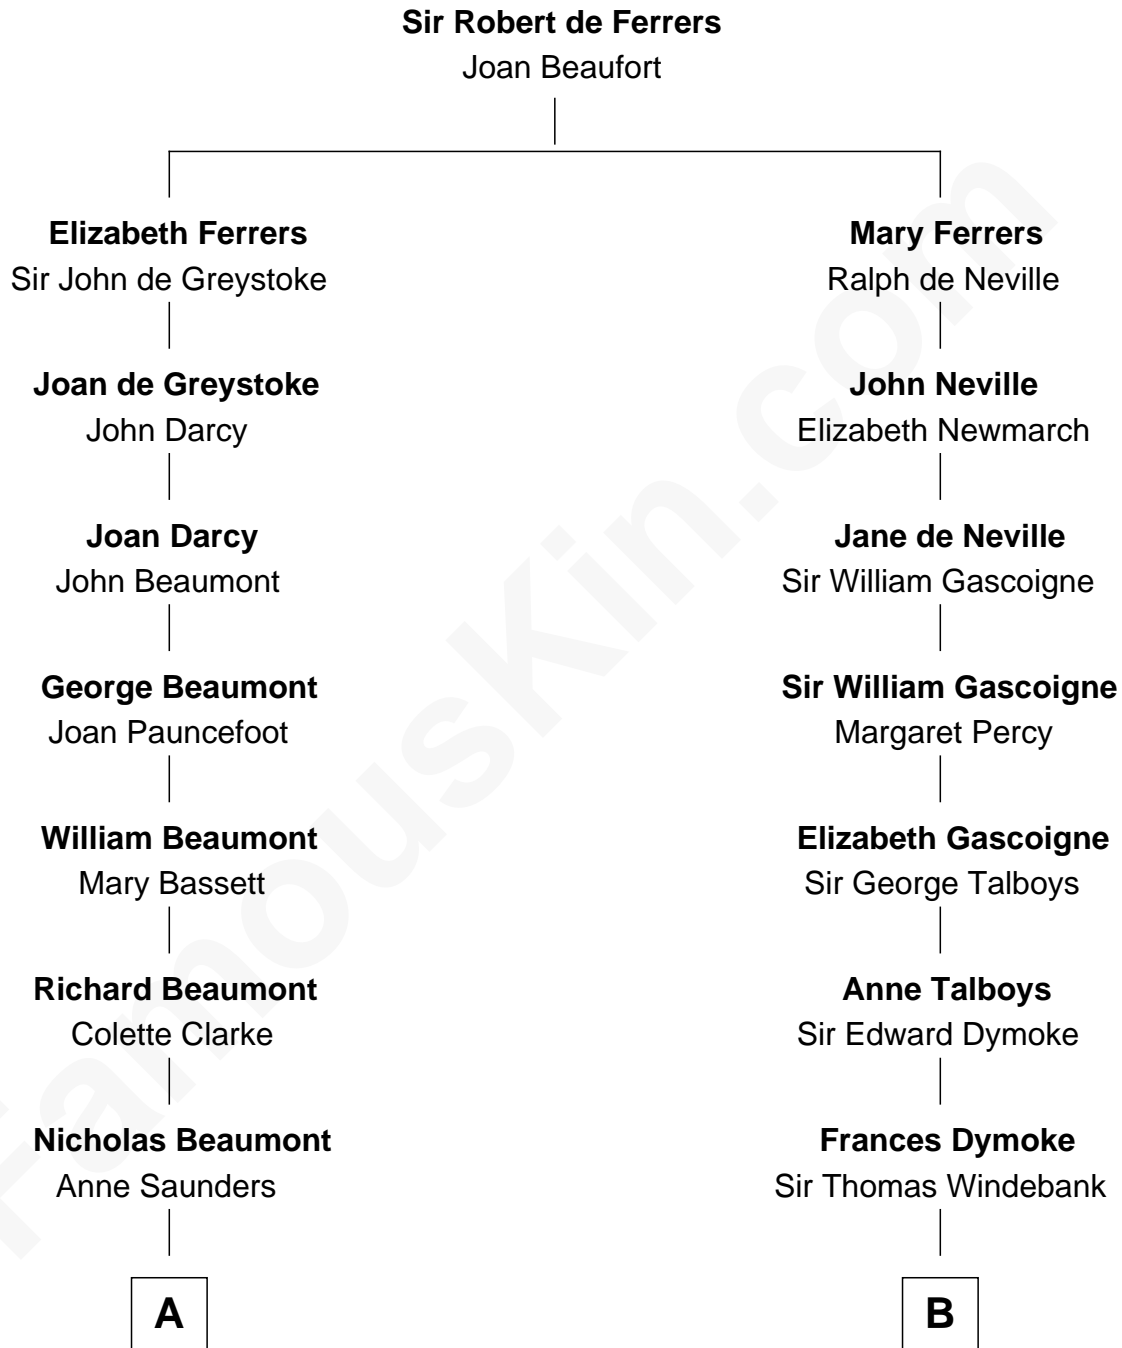 Sir Robert de Ferrers
Joan Beaufort
Elizabeth Ferrers
Sir John de Greystoke
Mary Ferrers
Ralph de Neville
Joan de Greystoke
John Darcy
John Neville
Elizabeth Newmarch
Joan Darcy
John Beaumont
Jane de Neville
Sir William Gascoigne
George Beaumont
Joan Pauncefoot
Sir William Gascoigne
Margaret Percy
William Beaumont
Mary Bassett
Elizabeth Gascoigne
Sir George Talboys
Richard Beaumont
Colette Clarke
Anne Talboys
Sir Edward Dymoke
Nicholas Beaumont
Anne Saunders
Frances Dymoke
Sir Thomas Windebank
A
B
FamousKin.com